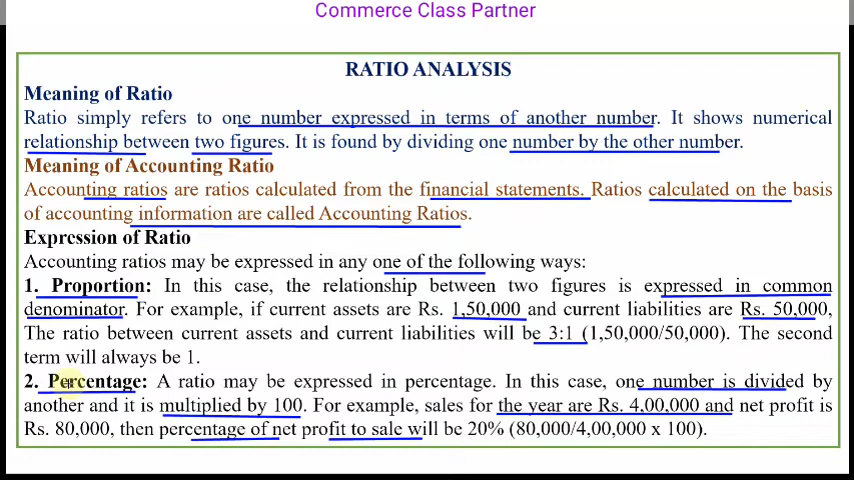 Commerce Class Partner
RATIO ANALYSIS
Meaning of Ratio
Ratio simply refers to one number expressed in terms of another number. It shows numerical
relationship between two figures. It is found by dividing one number by the other number.
Meaning of Accounting Ratio
Accounting ratios are ratios calculated from the financial statements. Ratios calculated on the basis
of accounting information are called Accounting Ratios.
Expression of Ratio
Accounting ratios may be expressed in any one of the following ways:
1. Proportion: In this case, the relationship between two figures is expressed in common
denominator. For example, if current assets are Rs. 1,50,000 and current liabilities are Rs. 50,000,
The ratio between current assets and current liabilities will be 3:1 (1,50,000/50,000). The second
term will always be 1.
2. Percentage: A ratio may be expressed in percentage. In this case, one number is divided by
another and it is multiplied by 100. For example, sales for the year are Rs. 4,00,000 and net profit is
Rs. 80,000, then percentage of net profit to sale will be 20% (80,000/4,00,000 x 100).